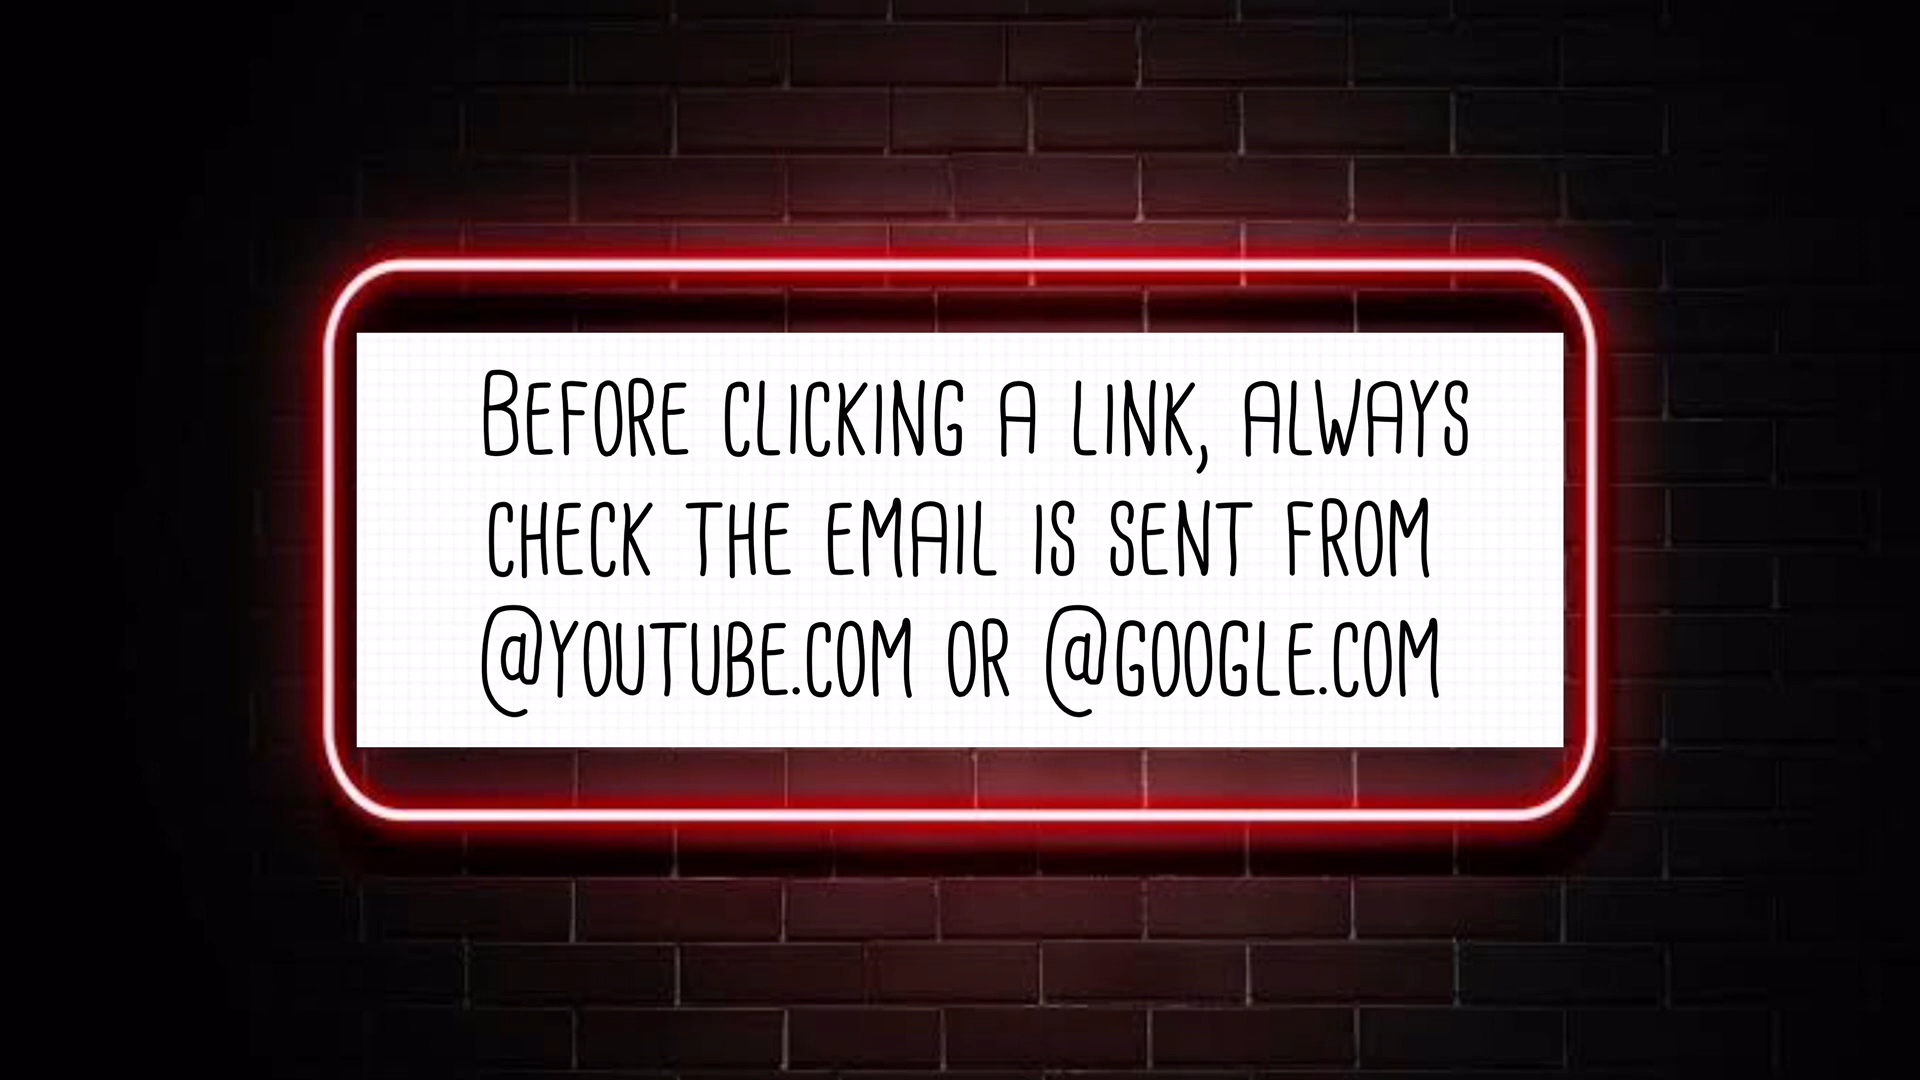 Before clicking a link, always
check the email is sent from
@youtube.com or @google.com